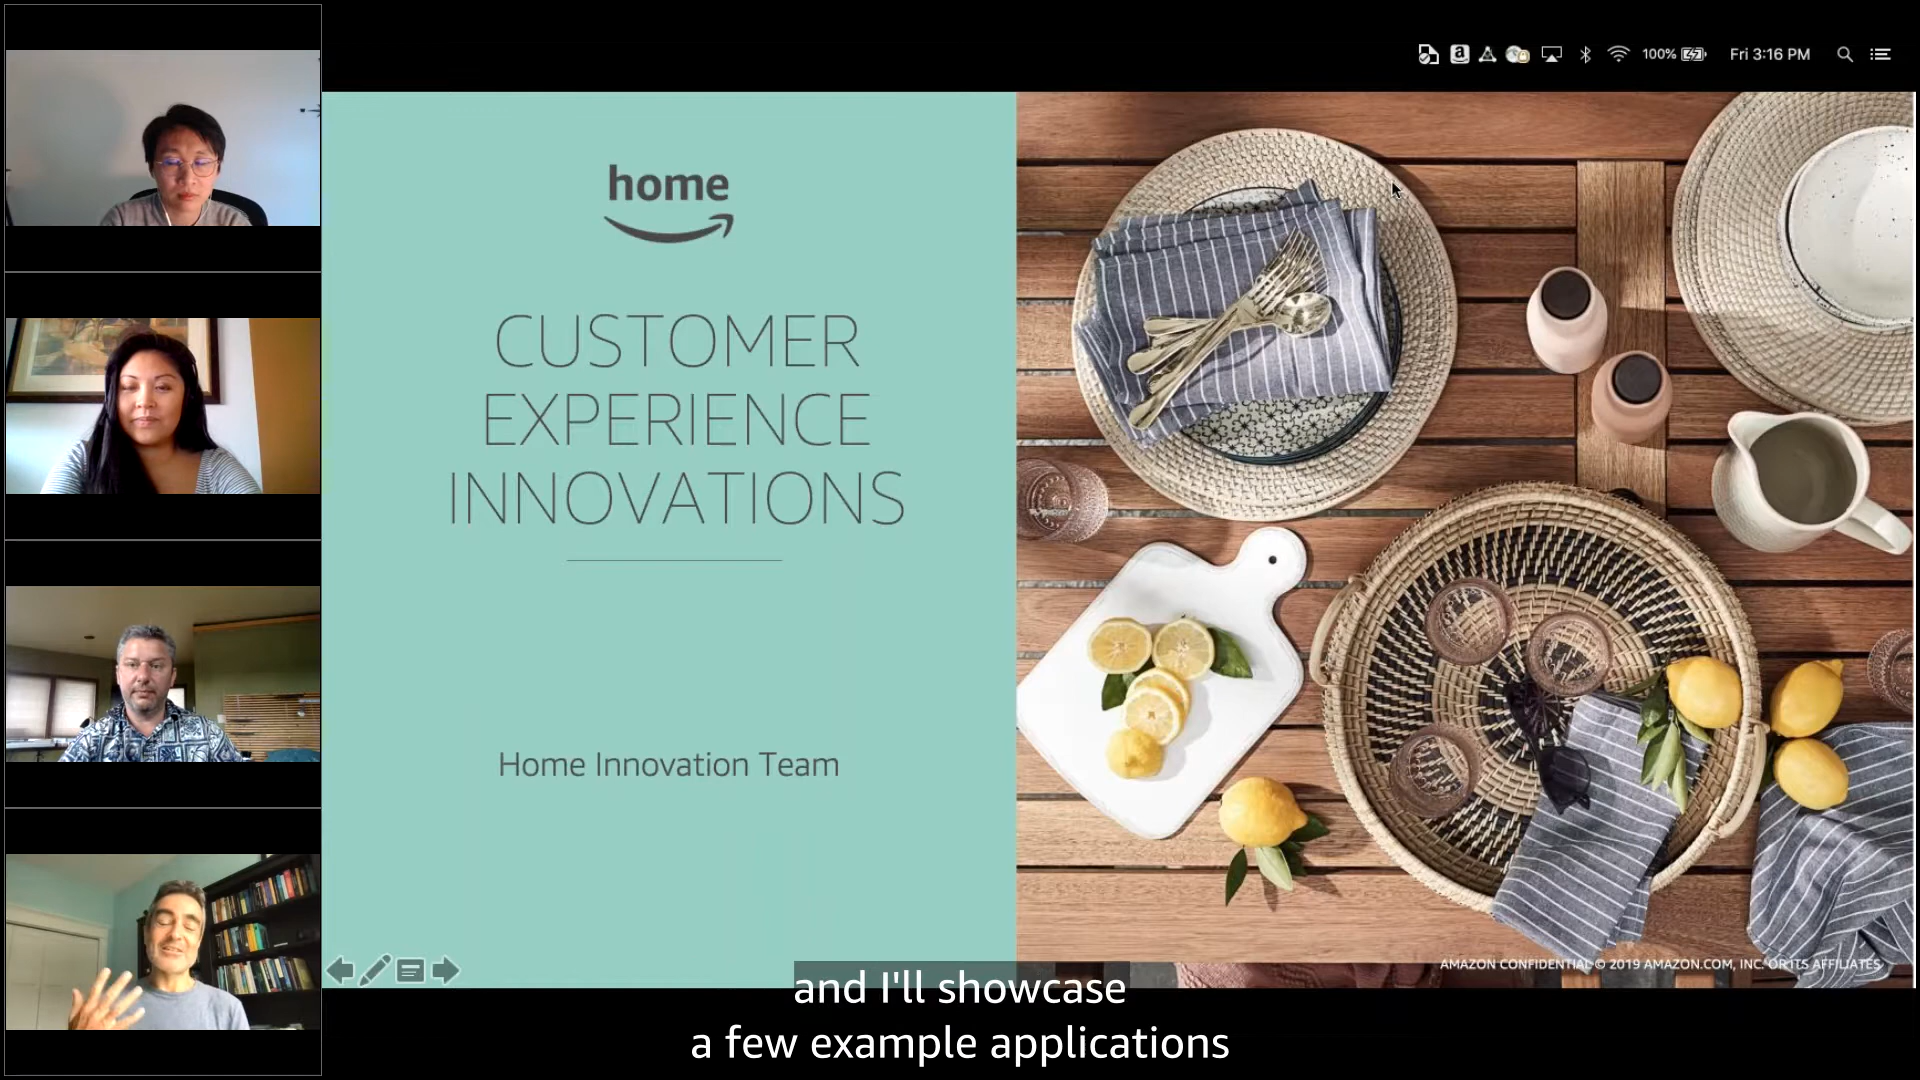 100%
Fri 3:16 PM
home
CUSTOMER
EXPERIENCE
INNOVATIONS
Home Innovation Team
AMAZON CONFIDENTIAL © 2019 AMAZON.COM, INC. OR ITS AFFILIATES
and I'll showcase
a few example applications